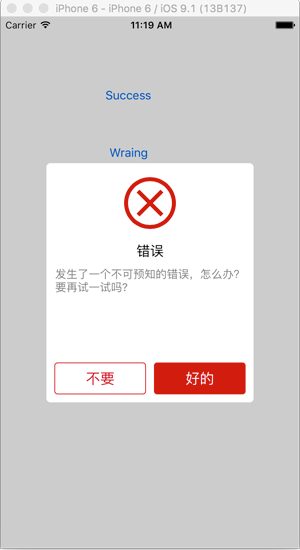 iPhone 6 - iPhone 6 / iOS 9.1 (13B137)
Carrier 11:19 AM
Success
Wraing
错误
发生了一个不可预知的错误，怎么办？
要再试一试吗？
不要 好的